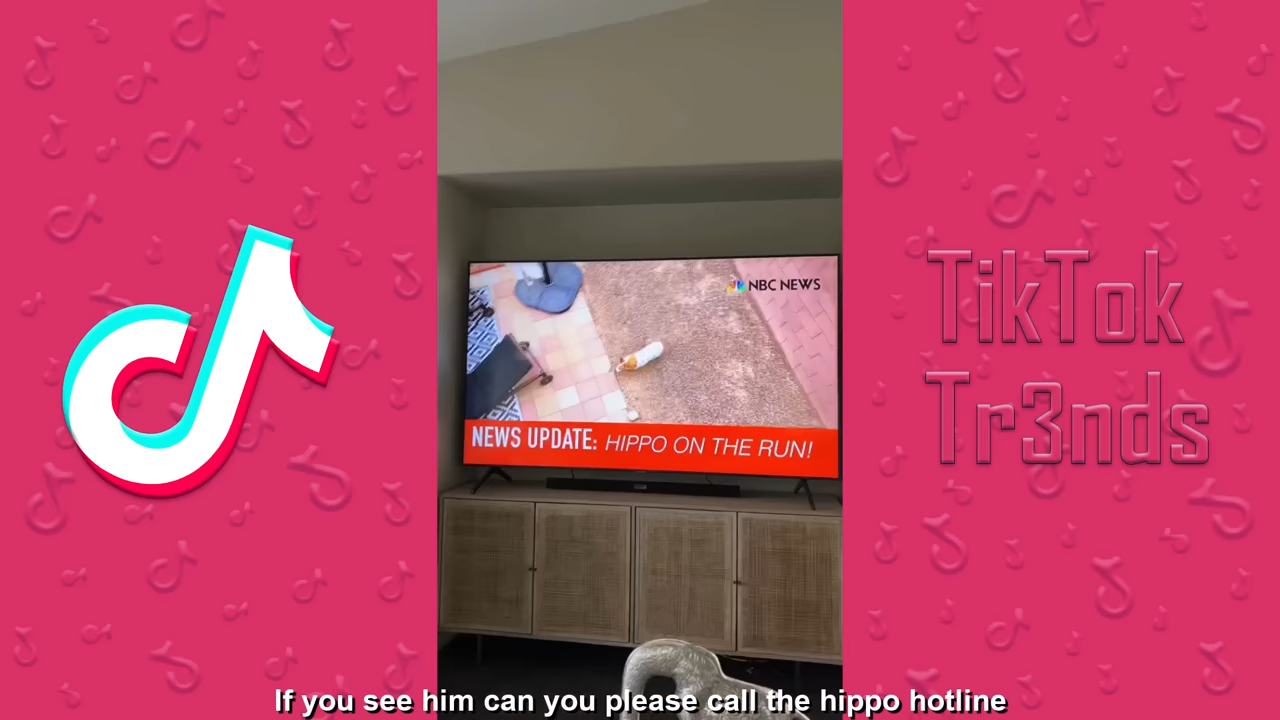 NBC NEWS
NEWS UPDATE: HIPPO ON THE RUN!
TikTok
Tr3nds
If you see him can you please call the hippo hotline